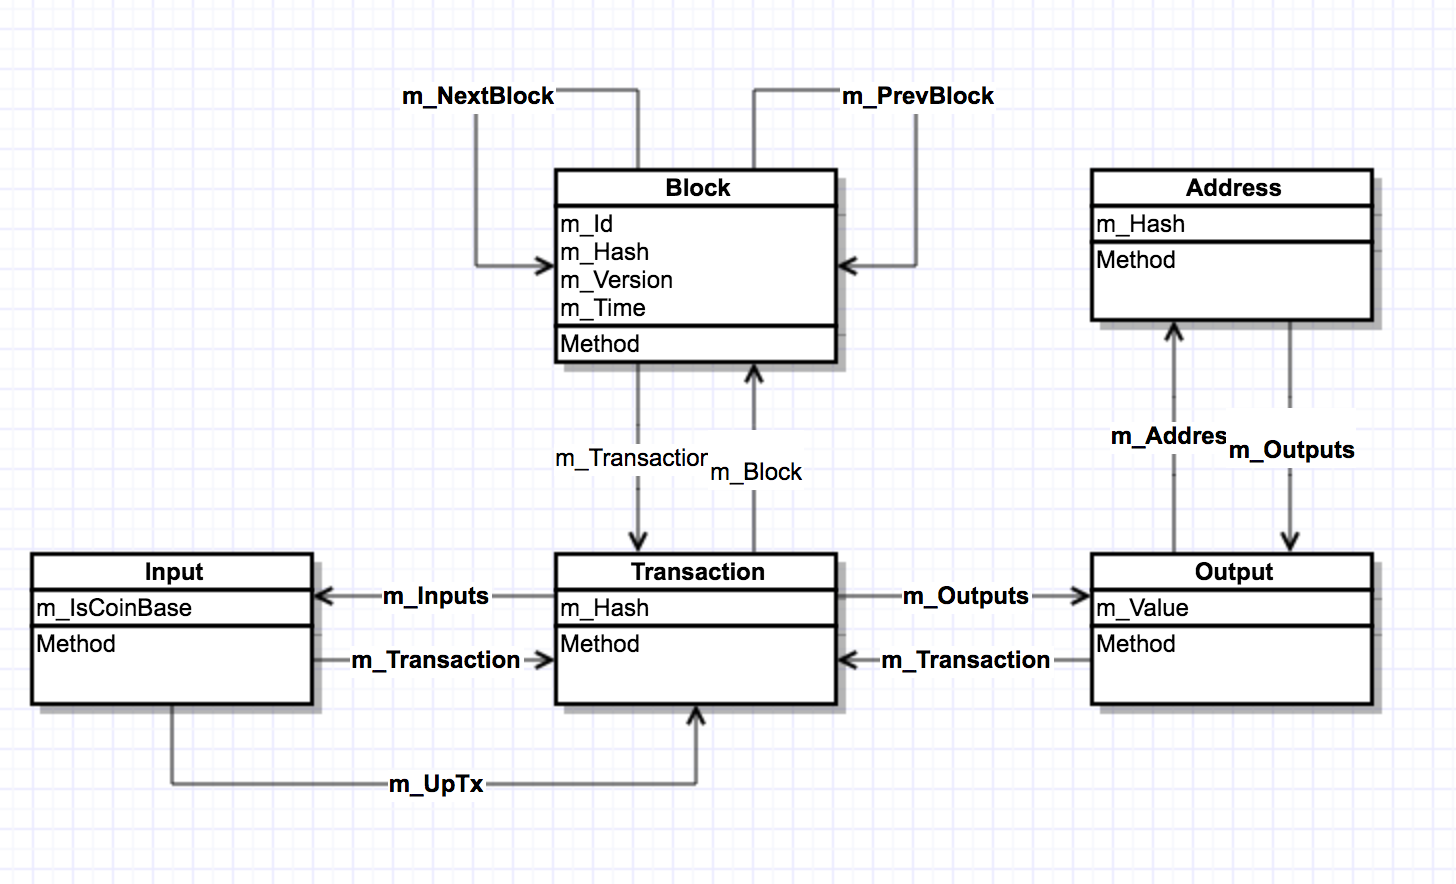 m_NextBlock
m_PrevBlock
Block
m_Id
m_Hash
m_Version
m_Time
Method
Address
m_Hash
Method
m_Transaction
m_Block
m_Addres
m_Outputs
Input
m_IsCoinBase
Method
m_Inputs
m_Transaction
Transaction
m_Hash
Method
m_Outputs
m_Transaction
Output
m_Value
Method
m_UpTx